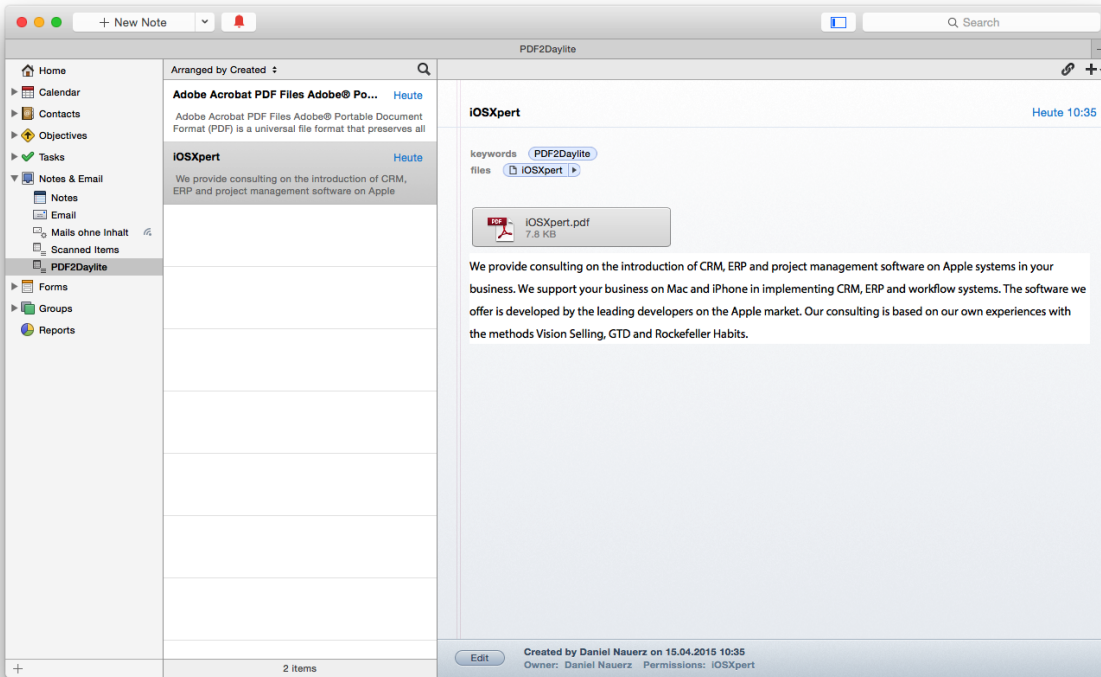 + New Note
Search
PDF2Daylite
Home
Calendar
Contacts
Objectives
Tasks
Notes & Email
Notes
Email
Mails ohne Inhalt
Scanned Items
PDF2Daylite
Forms
Groups
Reports
Arranged by Created
Adobe Acrobat PDF Files Adobe® Po... Heute
Adobe Acrobat PDF Files Adobe® Portable Document
Format (PDF) is a universal file format that preserves all
iOSXpert Heute
We provide consulting on the introduction of CRM,
ERP and project management software on Apple
2 items
iOSXpert Heute 10:35
keywords PDF2Daylite
files iOSXpert
PDF
iOSXpert.pdf
7.8 KB
We provide consulting on the introduction of CRM, ERP and project management software on Apple systems in your
business. We support your business on Mac and iPhone in implementing CRM, ERP and workflow systems. The software we
offer is developed by the leading developers on the Apple market. Our consulting is based on our own experiences with
the methods Vision Selling, GTD and Rockefeller Habits.
Edit
Created by Daniel Nauerz on 15.04.2015 10:35
Owner: Daniel Nauerz Permissions: iOSXpert